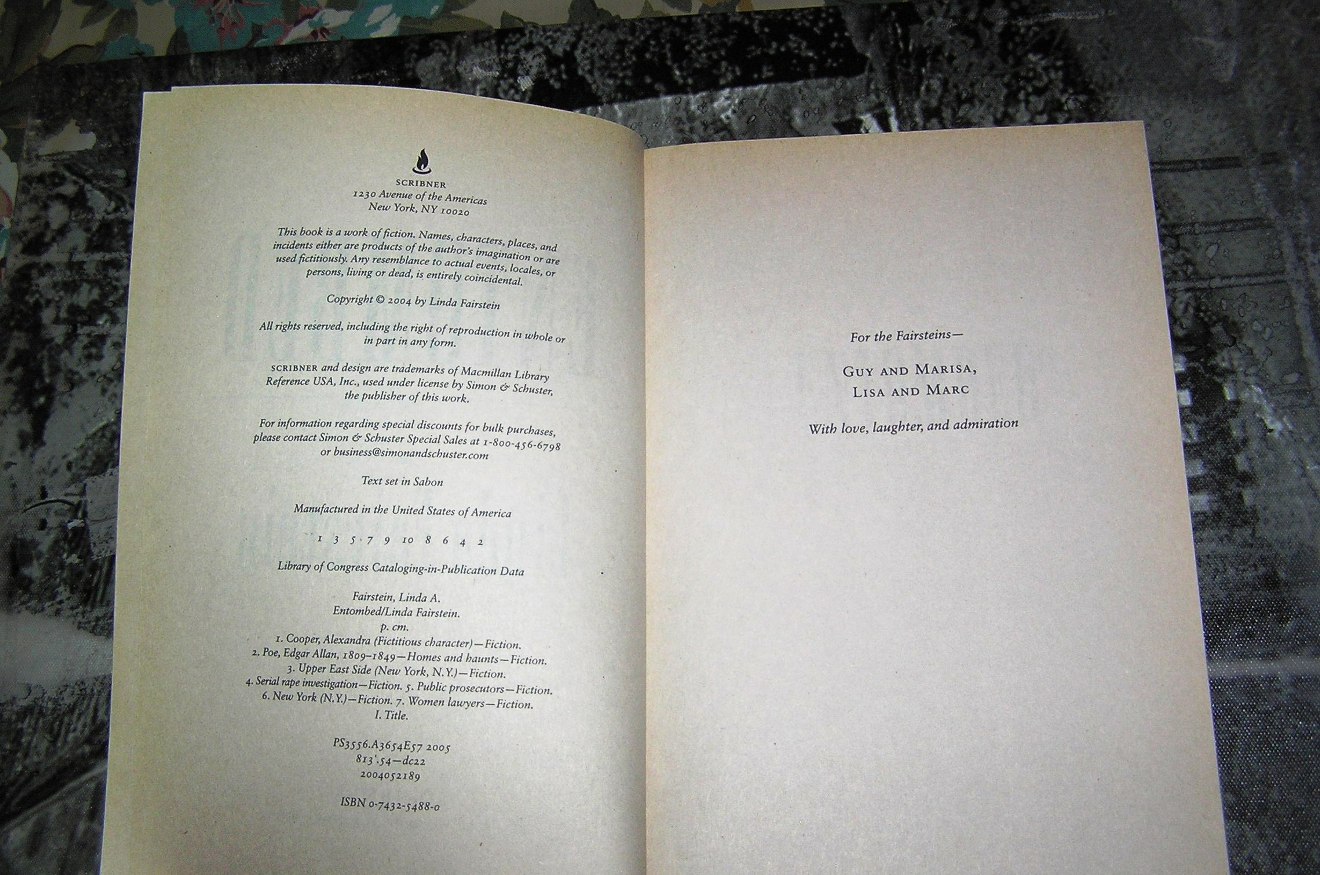 SCRIBNER
1230 Avenue of the Americas
New York, NY 10020
This book is a work of fiction. Names, characters, places, and
incidents either are products of the author's imagination or are
used fictitiously. Any resemblance to actual events, locales, or
persons, living or dead, is entirely coincidental.
Copyright © 2004 by Linda Fairstein
All rights reserved, including the right of reproduction in whole or
in part in any form.
SCRIBNER and design are trademarks of Macmillan Library
Reference USA, Inc., used under license by Simon & Schuster,
the publisher of this work.
For information regarding special discounts for bulk purchases,
please contact Simon & Schuster Special Sales at 1-800-456-6798
or business@simonandschuster.com
Text set in Sabon
Manufactured in the United States of America
1 3 5 7 9 10 8 6 4 2
Library of Congress Cataloging-in-Publication Data
Fairstein, Linda A.
Entombed/Linda Fairstein.
p. cm.
1. Cooper, Alexandra (Fictitious character)—Fiction.
2. Poe, Edgar Allan, 1809–1849—Homes and haunts—Fiction.
3. Upper East Side (New York, N.Y.)—Fiction.
4. Serial rape investigation—Fiction. 5. Public prosecutors—Fiction.
6. New York (N.Y.)—Fiction. 7. Women lawyers—Fiction.
I. Title.
PS3556.A3654E57 2005
813'.54—dc22
2004052189
ISBN 0-7432-5488-0
For the Fairsteins—
GUY AND MARISA,
LISA AND MARC
With love, laughter, and admiration